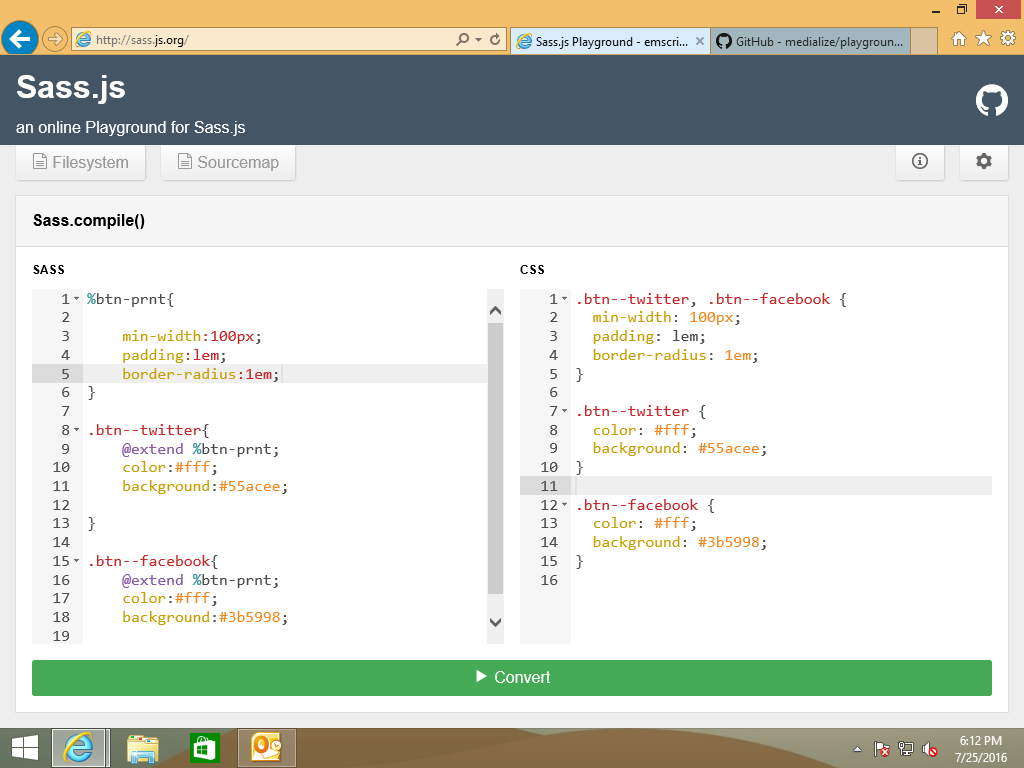 http://sass.js.org/
Sass.js Playground - emscri...
GitHub - medialize/playgroun...
Sass.js
an online Playground for Sass.js
Filesystem
Sourcemap
Sass.compile()
SASS
1 %btn-prnt{
2
3 min-width:100px;
4 padding:lem;
5 border-radius:1em;
6 }
7
8 .btn--twitter{
9 @extend %btn-prnt;
10 color:#fff;
11 background:#55acee;
12
13 }
14
15 .btn--facebook{
16 @extend %btn-prnt;
17 color:#fff;
18 background:#3b5998;
19
CSS
1 .btn--twitter, .btn--facebook {
2 min-width: 100px;
3 padding: lem;
4 border-radius: 1em;
5 }
6
7 .btn--twitter {
8 color: #fff;
9 background: #55acee;
10 }
11
12 .btn--facebook {
13 color: #fff;
14 background: #3b5998;
15 }
16
Convert
6:12 PM
7/25/2016